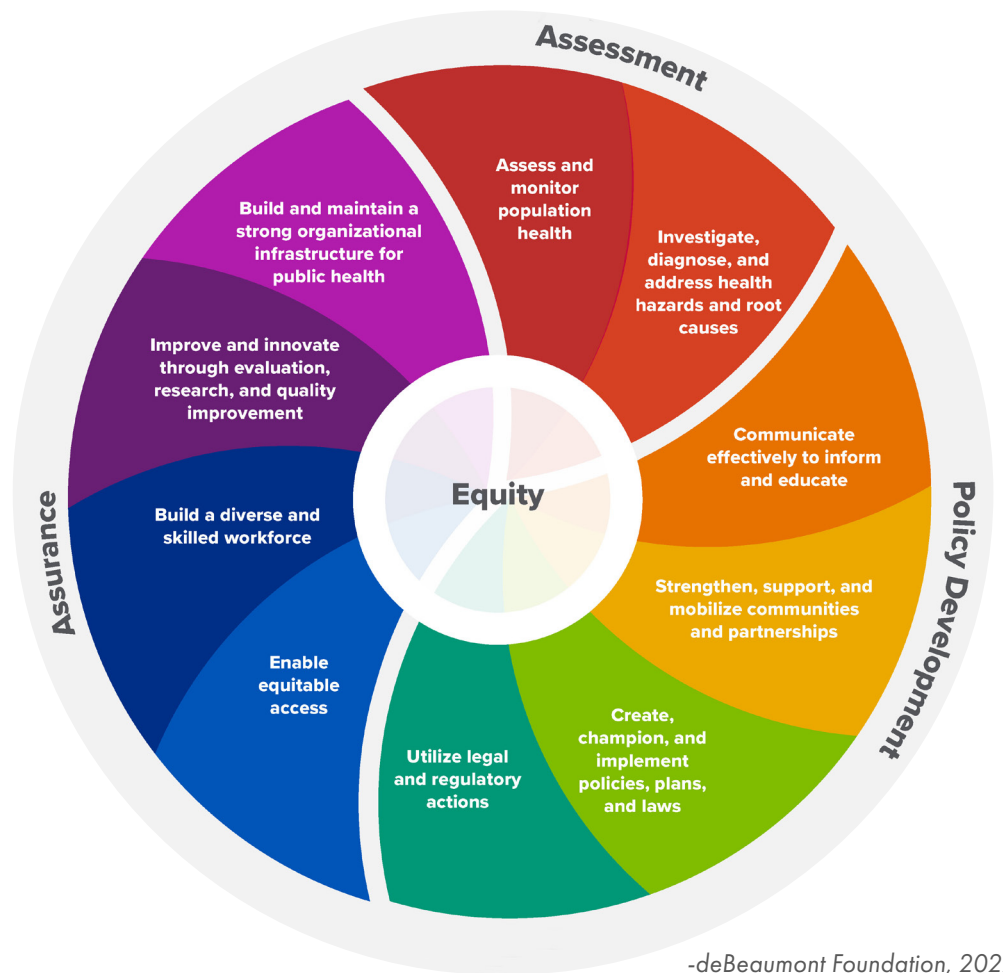 Assessment
Assess and
monitor
population
health
Investigate,
diagnose, and
address health
hazards and root
causes
Policy Development
Communicate
effectively to inform
and educate
Strengthen, support, and
mobilize communities
and partnerships
Create,
champion, and
implement
policies, plans,
and laws
Utilize legal
and regulatory
actions
Assurance
Enable
equitable
access
Build a diverse and
skilled workforce
Improve and innovate
through evaluation,
research, and quality
improvement
Build and maintain a
strong organizational
infrastructure for
public health
Equity
-deBeaumont Foundation, 202